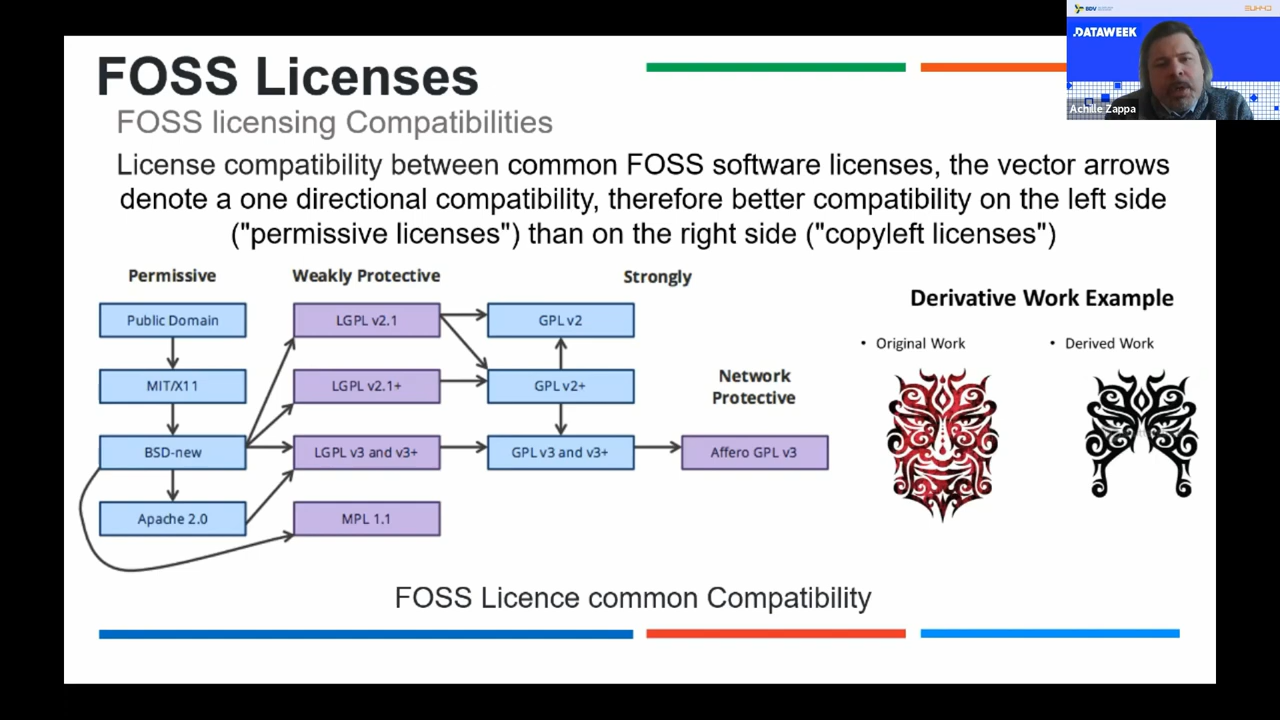 BDV
.DATAWEEK
Achille Zappa
FOSS Licenses
FOSS licensing Compatibilities
License compatibility between common FOSS software licenses, the vector arrows
denote a one directional compatibility, therefore better compatibility on the left side
("permissive licenses") than on the right side ("copyleft licenses")
Permissive
Weakly Protective
Strongly
Public Domain
LGPL v2.1
GPL v2
MIT/X11
LGPL v2.1+
GPL v2+
Network
Protective
BSD-new
LGPL v3 and v3+
GPL v3 and v3+
Affero GPL v3
Apache 2.0
MPL 1.1
Derivative Work Example
• Original Work
• Derived Work
FOSS Licence common Compatibility